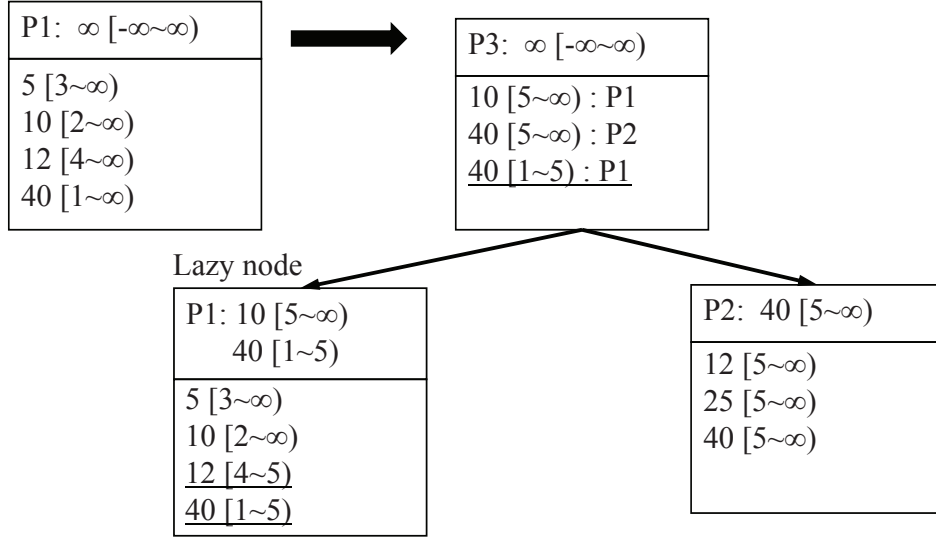 P1: ∞ [-∞~∞)
5 [3~∞)
10 [2~∞)
12 [4~∞)
40 [1~∞)
P3: ∞ [-∞~∞)
10 [5~∞) : P1
40 [5~∞) : P2
40 [1~5) : P1
Lazy node
P1: 10 [5~∞)
40 [1~5)
5 [3~∞)
10 [2~∞)
12 [4~5)
40 [1~5)
P2: 40 [5~∞)
12 [5~∞)
25 [5~∞)
40 [5~∞)